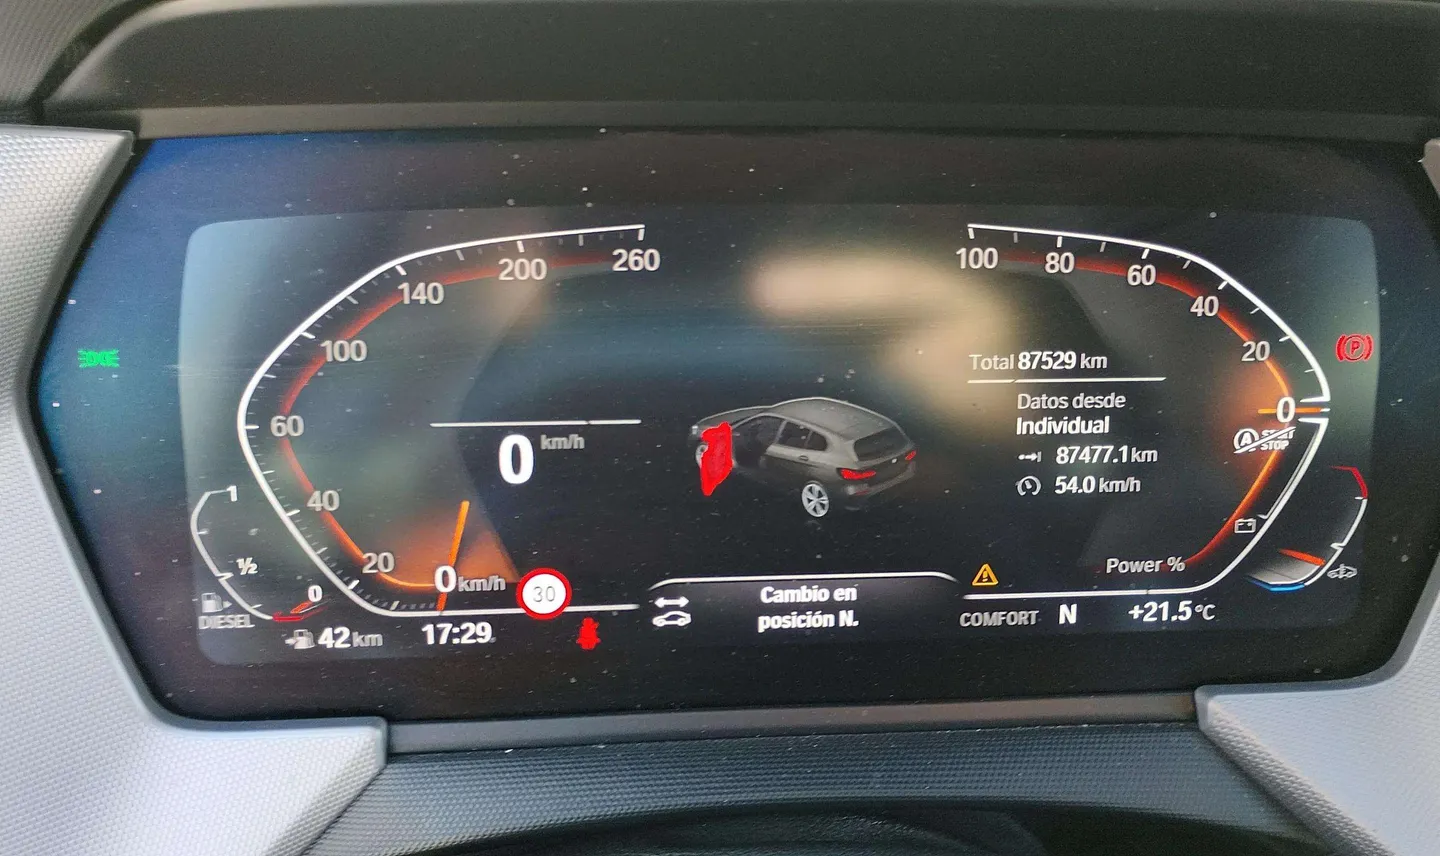 260
200
140
100
60
40
20
0 km/h
1
1/2
0
DIESEL
42 km
17:29
30
0 km/h
Cambio en
posición N.
Total 87529 km
Datos desde
Individual
87477.1 km
54.0 km/h
100
80
60
40
20
0
A START
STOP
P
Power %
COMFORT N +21.5°C